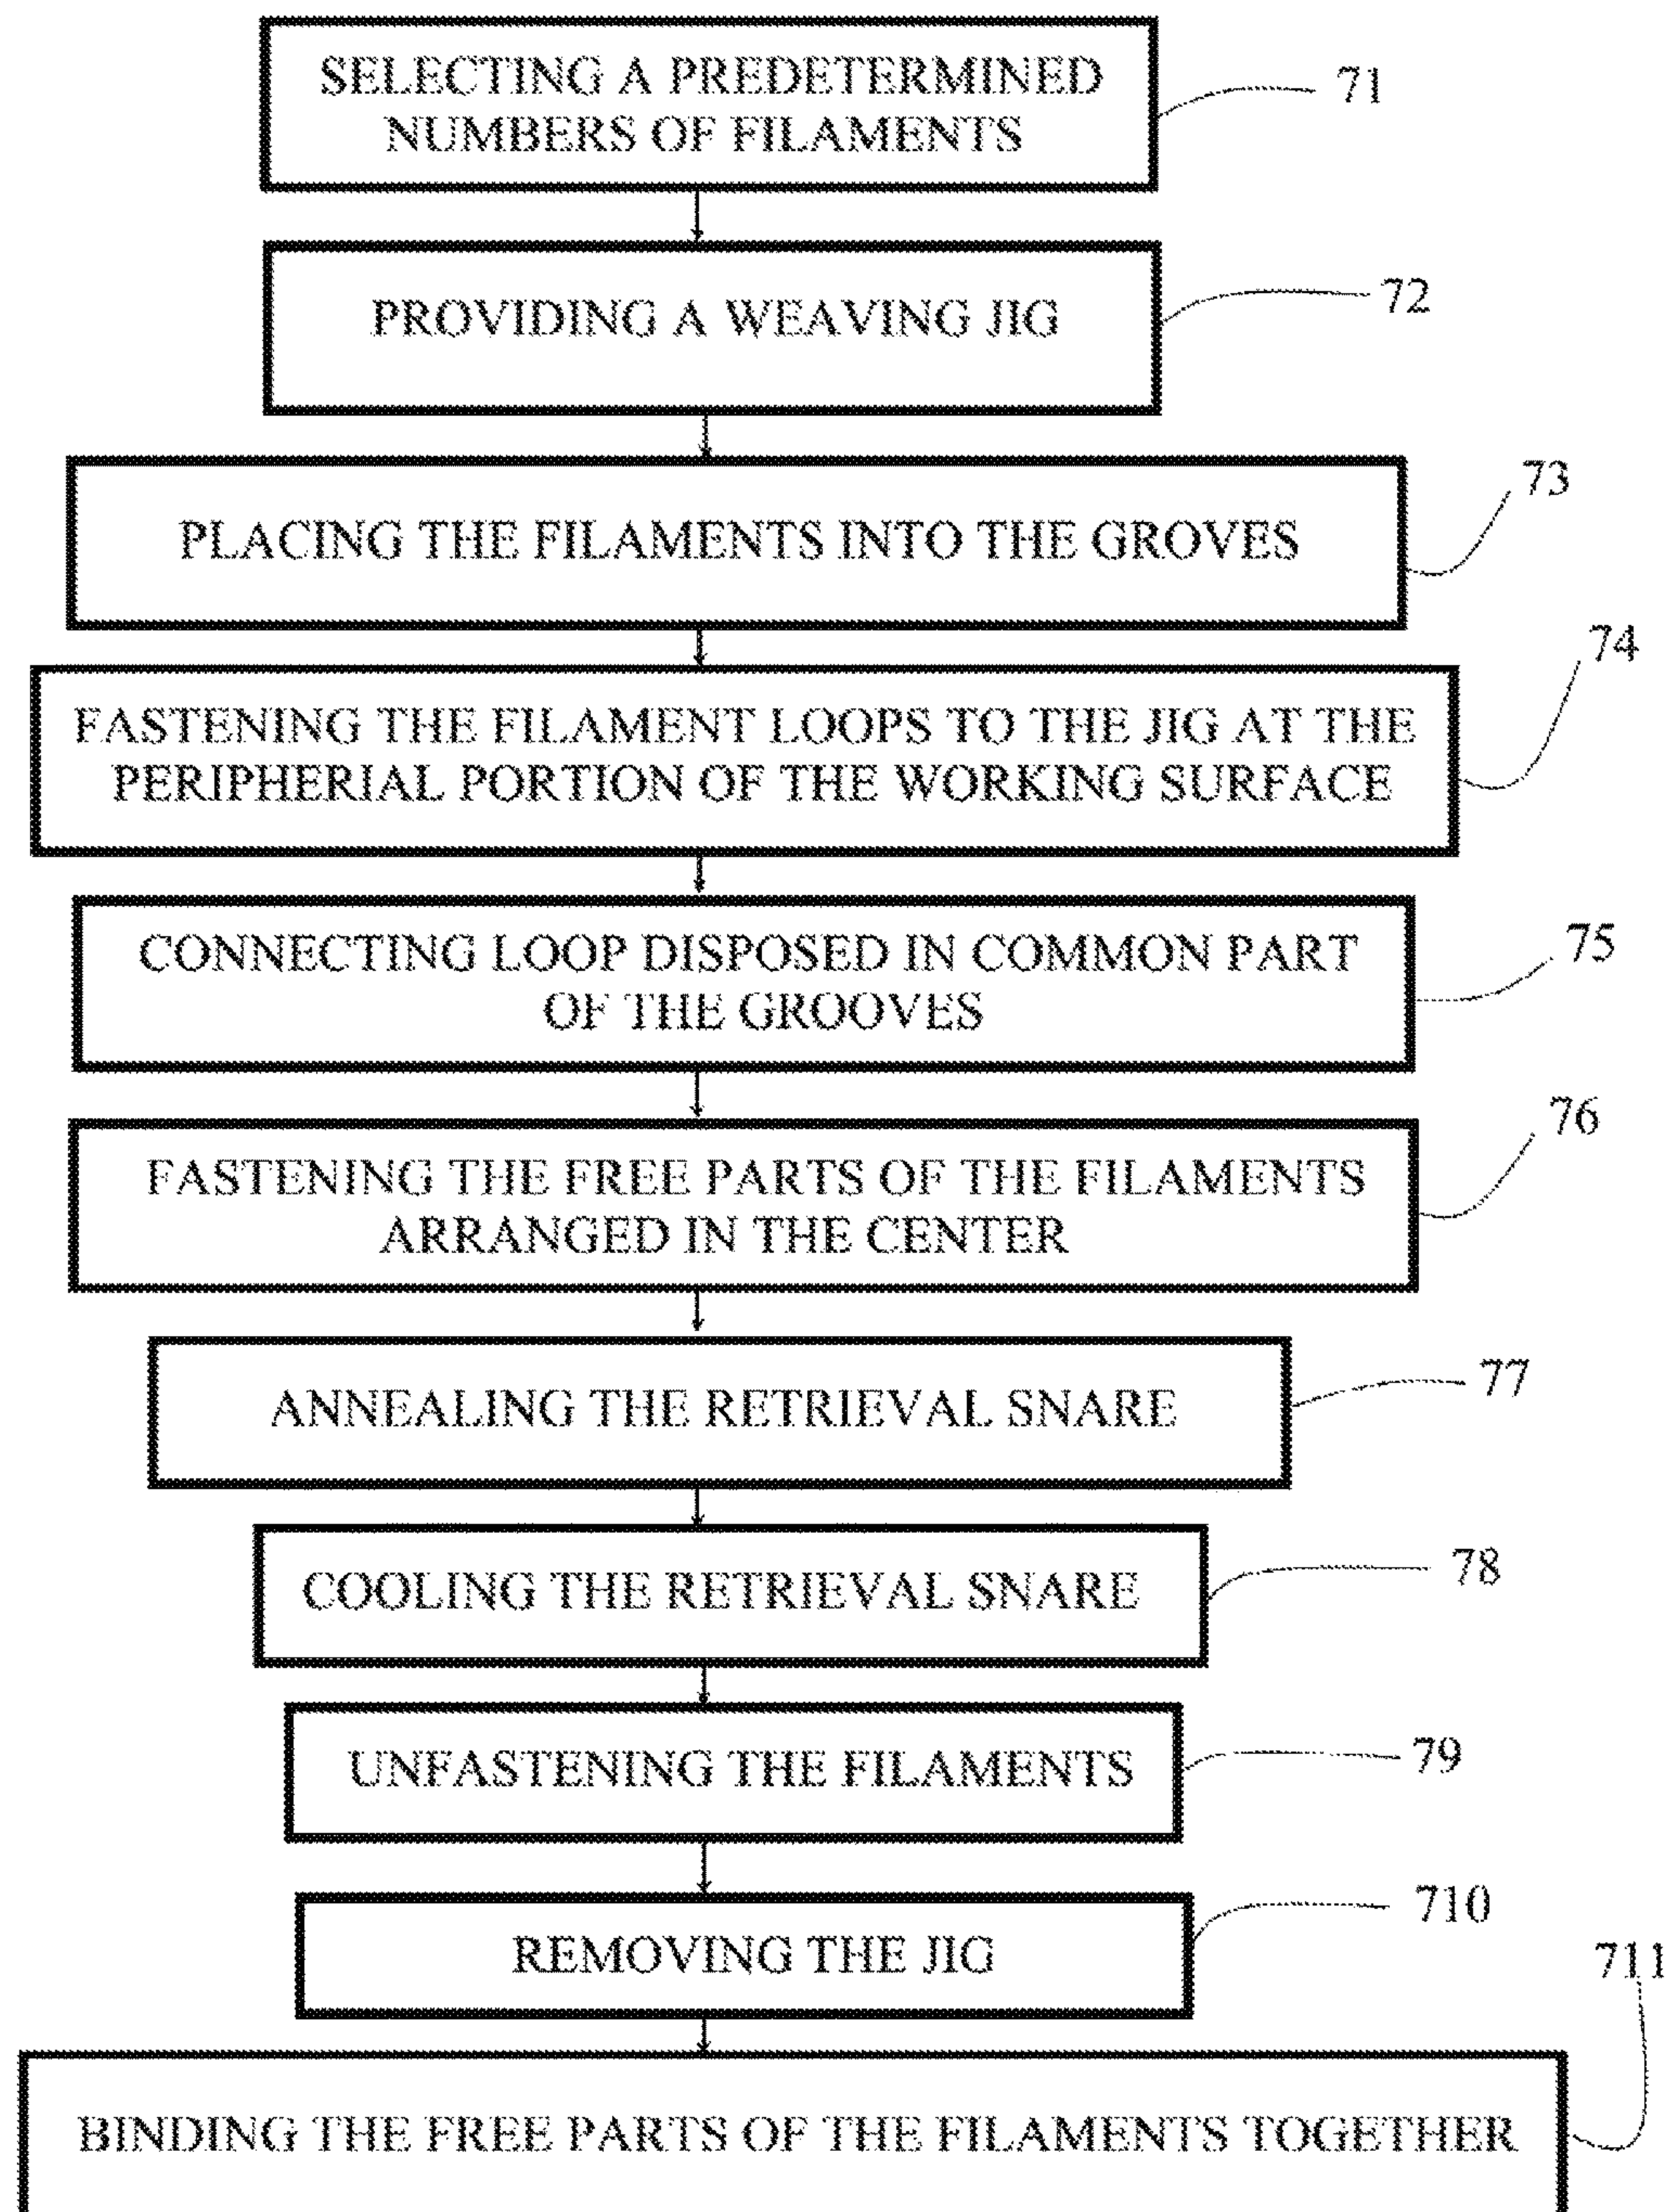 SELECTING A PREDETERMINED
NUMBERS OF FILAMENTS
71
PROVIDING A WEAVING JIG
72
PLACING THE FILAMENTS INTO THE GROVES
73
FASTENING THE FILAMENT LOOPS TO THE JIG AT THE
PERIPHERIAL PORTION OF THE WORKING SURFACE
74
CONNECTING LOOP DISPOSED IN COMMON PART
OF THE GROOVES
75
FASTENING THE FREE PARTS OF THE FILAMENTS
ARRANGED IN THE CENTER
76
ANNEALING THE RETRIEVAL SNARE
77
COOLING THE RETRIEVAL SNARE
78
UNFASTENING THE FILAMENTS
79
REMOVING THE JIG
710
BINDING THE FREE PARTS OF THE FILAMENTS TOGETHER
711